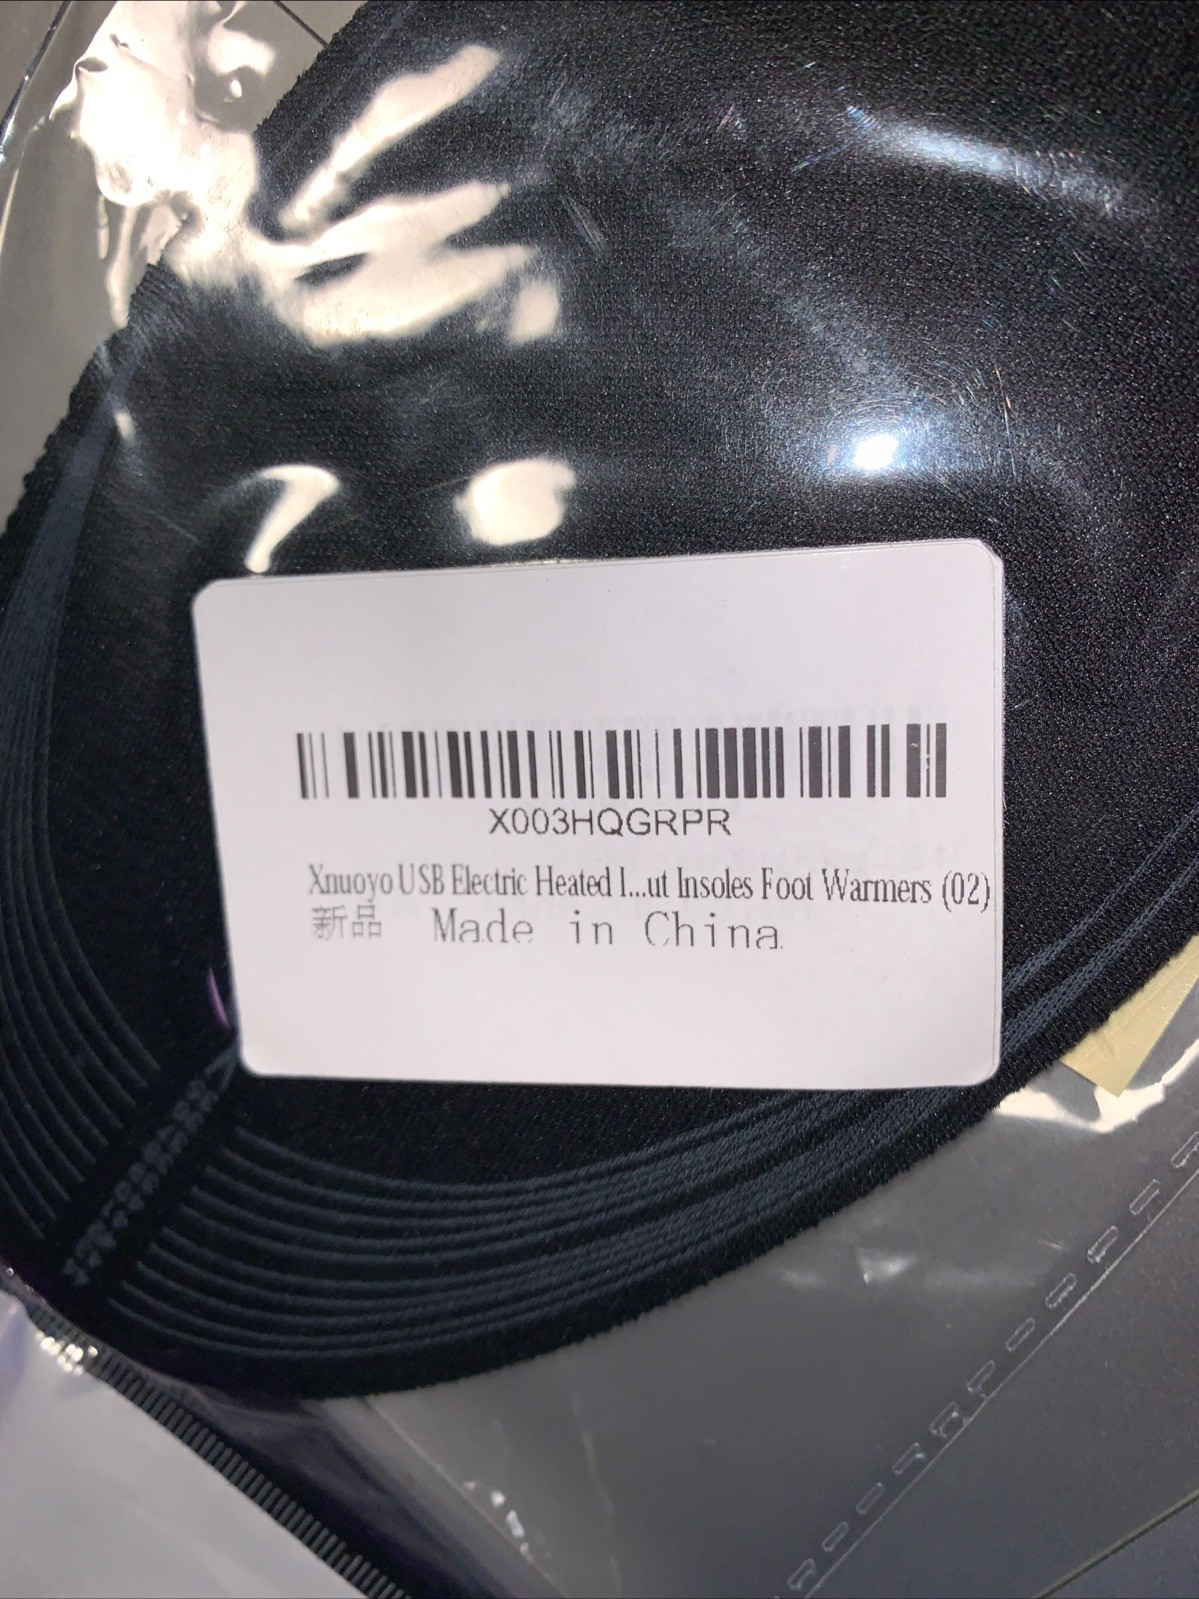 X003HQGRPR
Xnuoyo USB Electric Heated I...ut Insoles Foot Warmers (02)
新品 Made in China